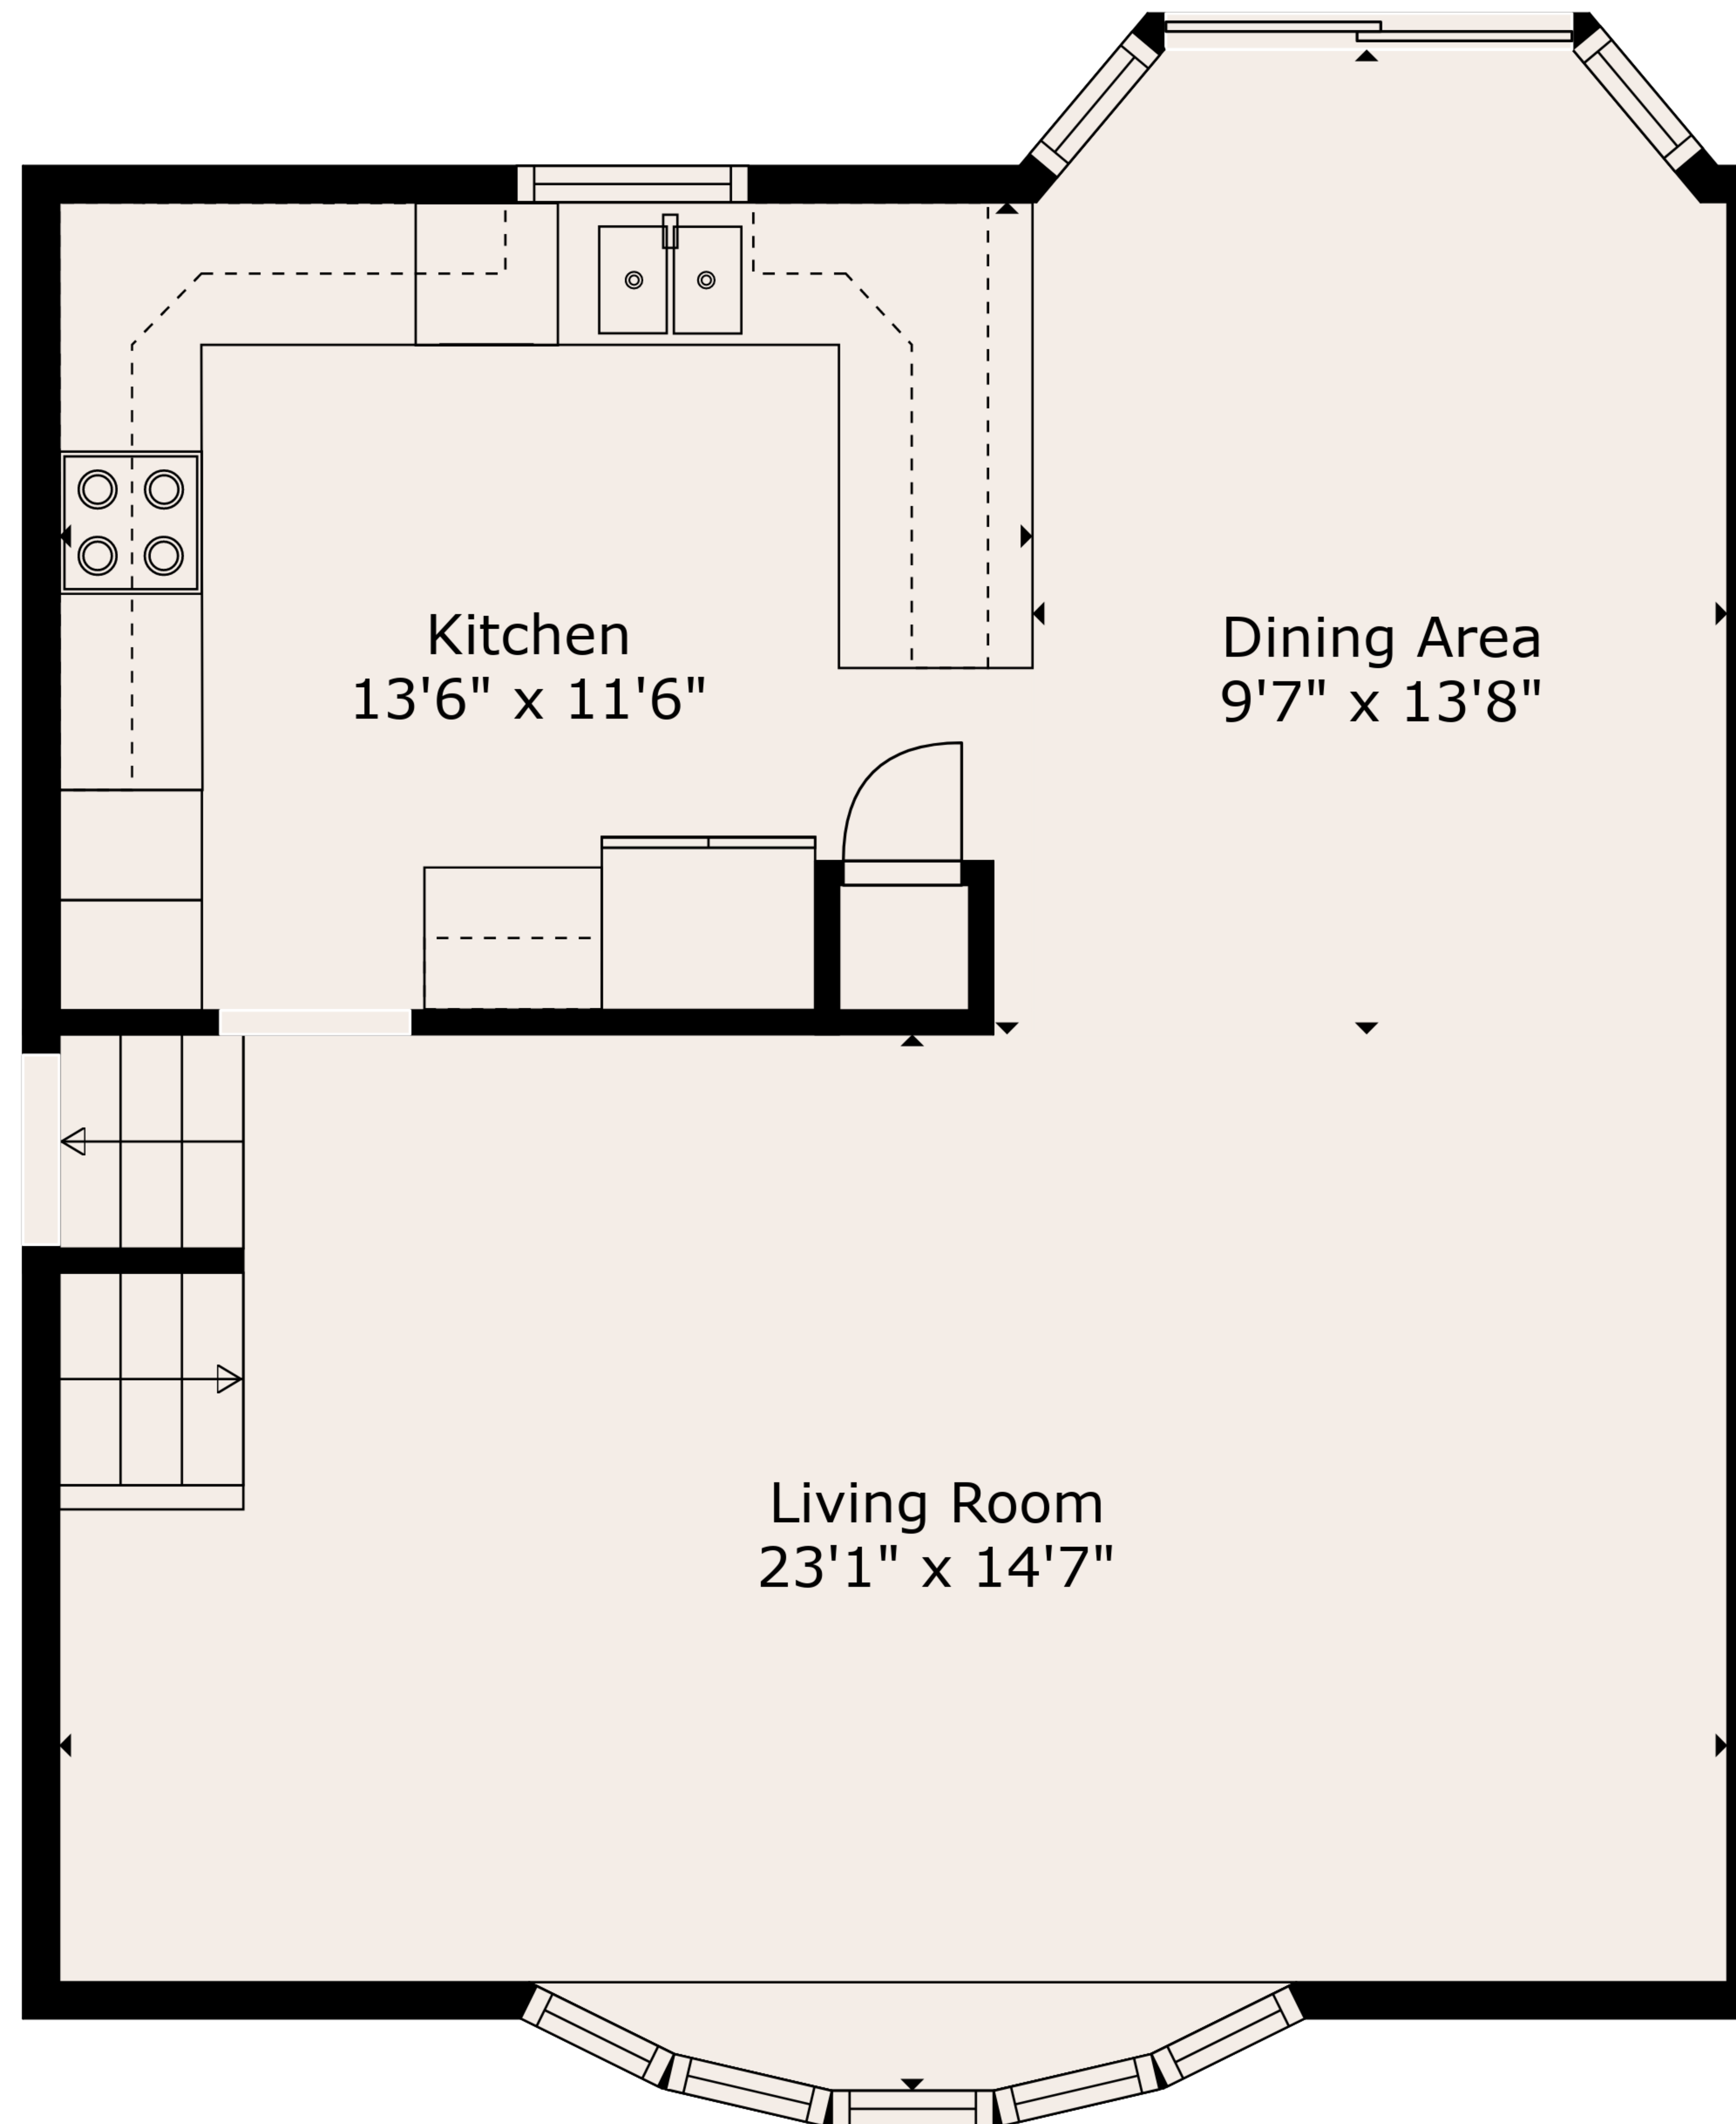 Kitchen
13'6" x 11'6"
Dining Area
9'7" x 13'8"
Living Room
23'1" x 14'7"